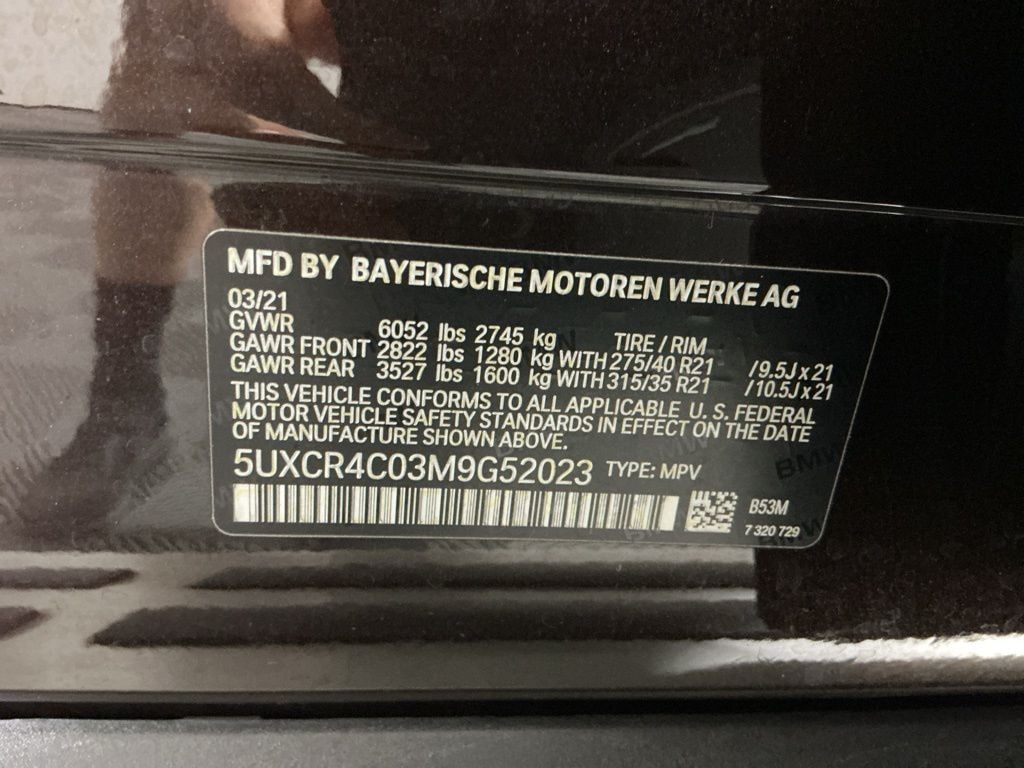 MFD BY BAYERISCHE MOTOREN WERKE AG
03/21
GVWR 6052 lbs 2745 kg TIRE / RIM
GAWR FRONT 2822 lbs 1280 kg WITH 275/40 R21 /9.5J x 21
GAWR REAR 3527 lbs 1600 kg WITH 315/35 R21 /10.5J x 21
THIS VEHICLE CONFORMS TO ALL APPLICABLE U. S. FEDERAL
MOTOR VEHICLE SAFETY STANDARDS IN EFFECT ON THE DATE
OF MANUFACTURE SHOWN ABOVE.
5UXCR4C03M9G52023 TYPE: MPV
B53M
7 320 729
BMW